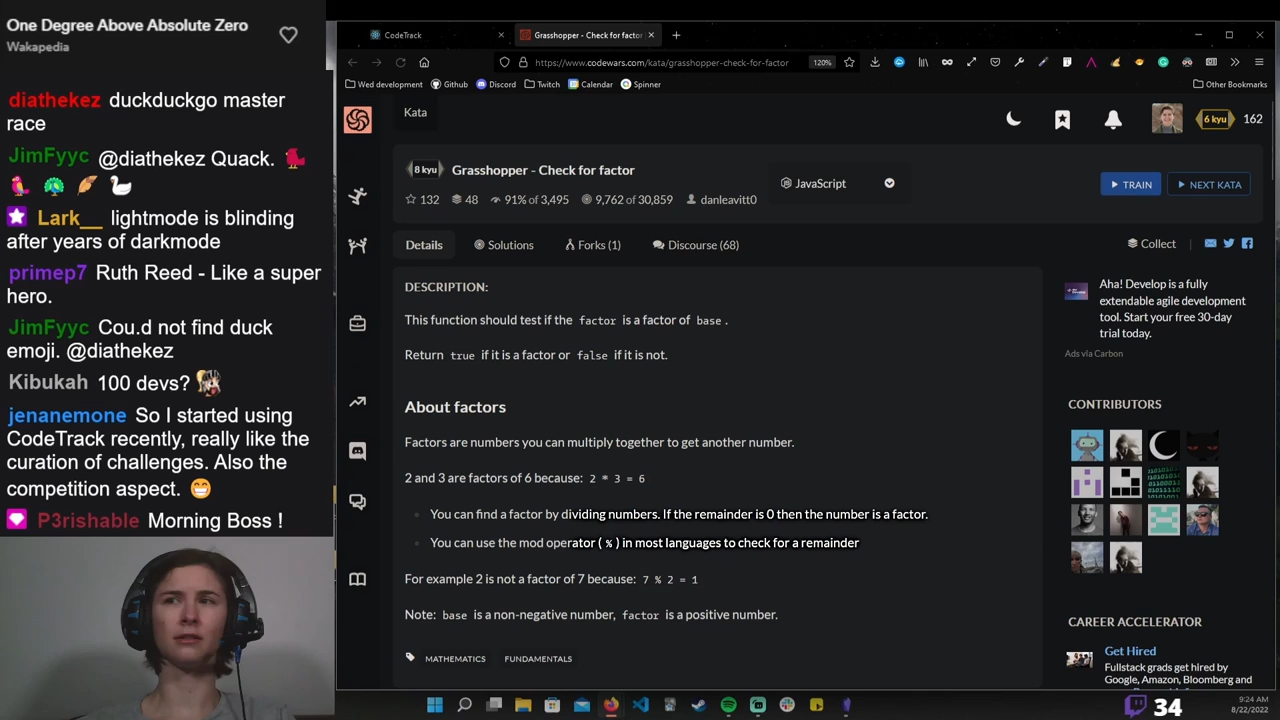 One Degree Above Absolute Zero
Wakapedia
diathekez duckduckgo master
race
JimFyyc @diathekez Quack.
Lark__ lightmode is blinding
after years of darkmode
primep7 Ruth Reed - Like a super
hero.
JimFyyc Cou.d not find duck
emoji. @diathekez
Kibukah 100 devs?
jenanemone So I started using
CodeTrack recently, really like the
curation of challenges. Also the
competition aspect.
P3rishable Morning Boss !
CodeTrack
Grasshopper - Check for factor
https://www.codewars.com/kata/grasshopper-check-for-factor
120%
Wed development
Github
Discord
Twitch
Calendar
Spinner
Other Bookmarks
Kata
6 kyu
162
8 kyu
Grasshopper - Check for factor
JavaScript
TRAIN
NEXT KATA
132
48
91% of 3,495
9,762 of 30,859
danleavitt0
Details
Solutions
Forks (1)
Discourse (68)
Collect
DESCRIPTION:
This function should test if the factor is a factor of base .
Return true if it is a factor or false if it is not.
About factors
Factors are numbers you can multiply together to get another number.
2 and 3 are factors of 6 because: 2 * 3 = 6
You can find a factor by dividing numbers. If the remainder is 0 then the number is a factor.
You can use the mod operator ( % ) in most languages to check for a remainder
For example 2 is not a factor of 7 because: 7 % 2 = 1
Note: base is a non-negative number, factor is a positive number.
MATHEMATICS
FUNDAMENTALS
Aha! Develop is a fully
extendable agile development
tool. Start your free 30-day
trial today.
Ads via Carbon
CONTRIBUTORS
CAREER ACCELERATOR
Get Hired
Fullstack grads get hired by
Google, Amazon, Bloomberg and
34
9:24 AM
8/22/2022